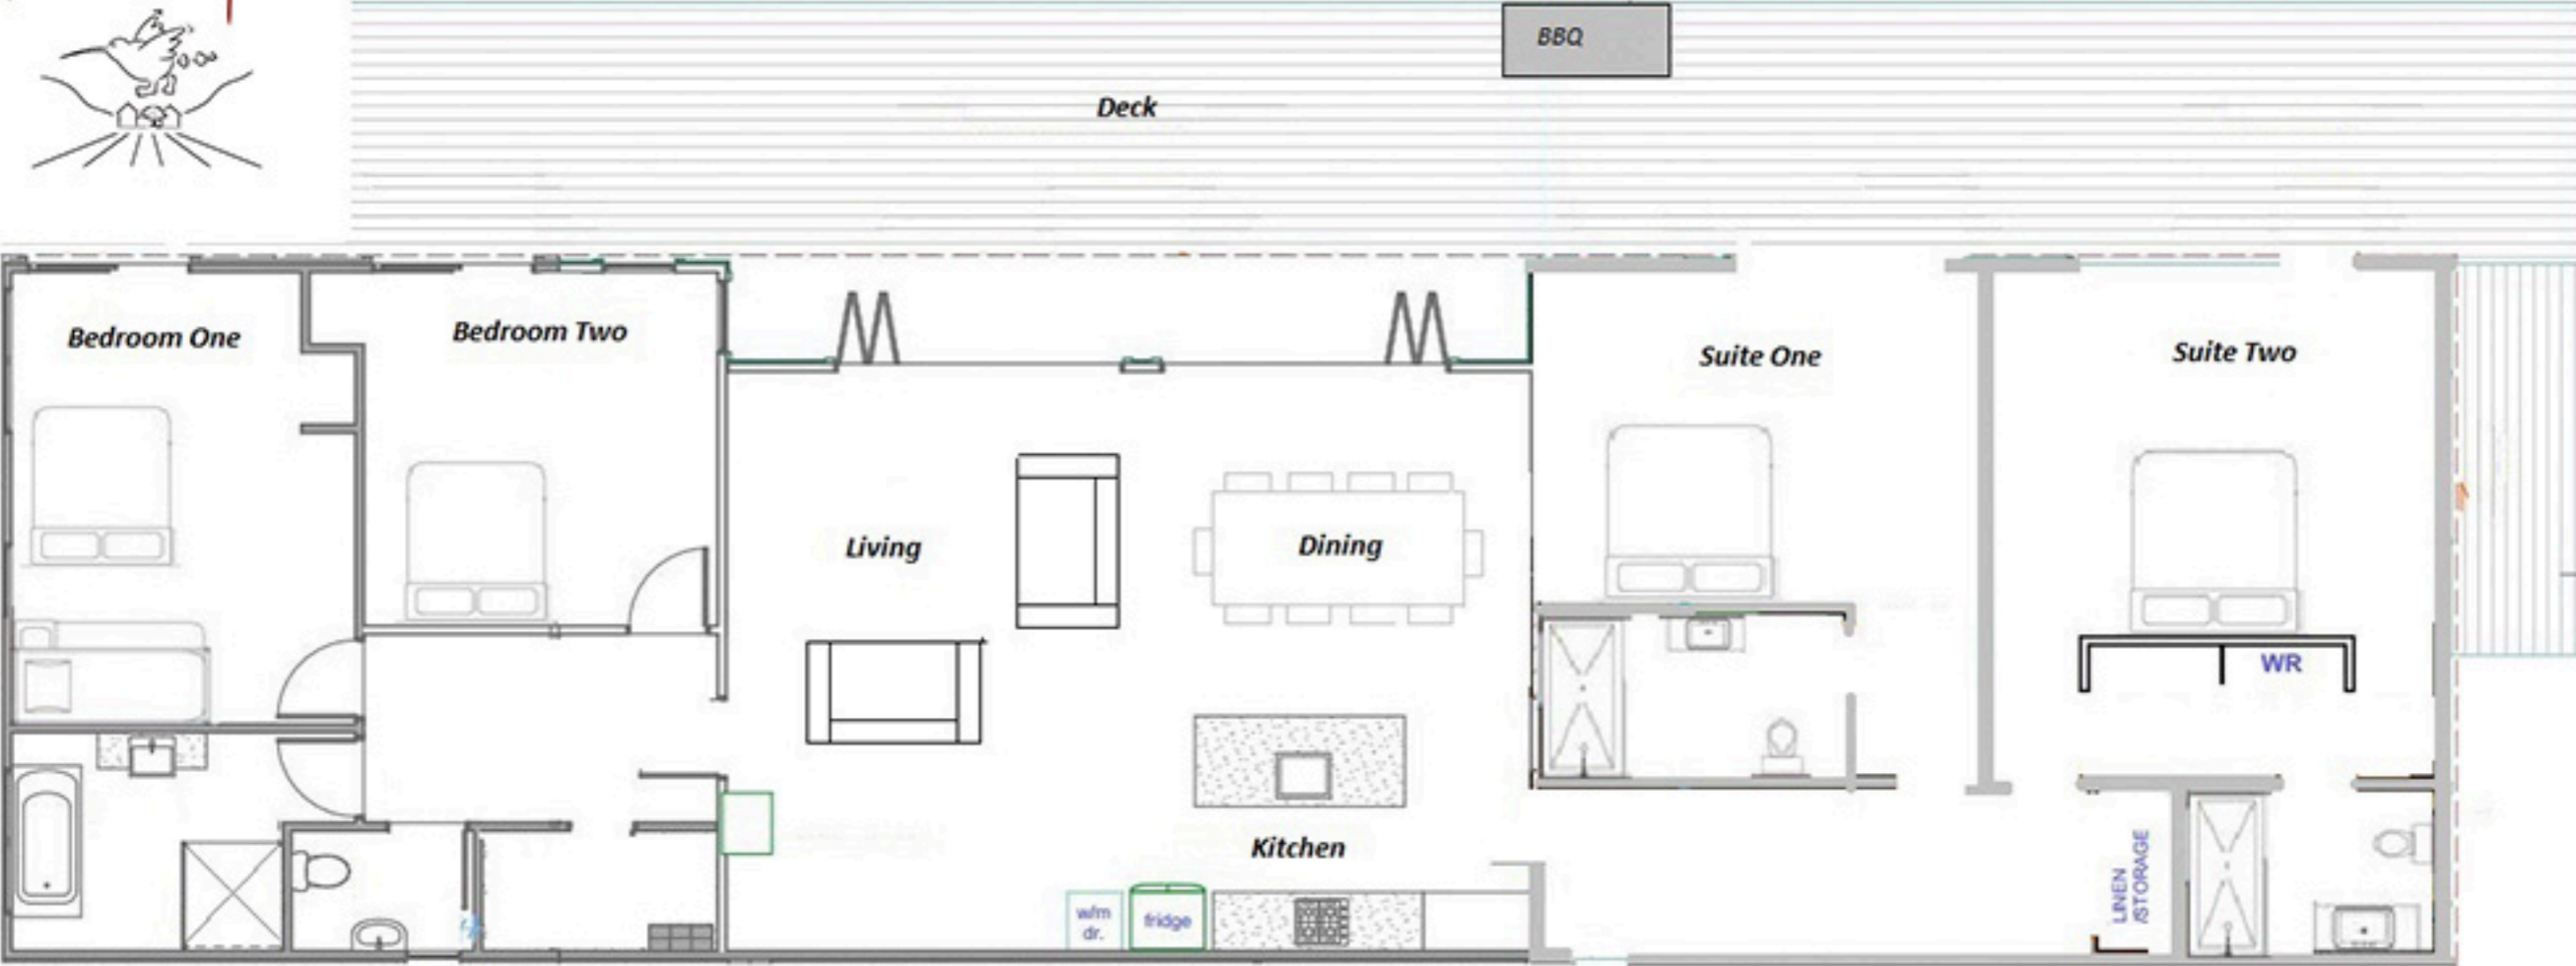 BBQ
Deck
Bedroom One
Bedroom Two
Suite One
Suite Two
Living
Dining
WR
Kitchen
w/m
dr.
fridge
LINEN
/STORAGE